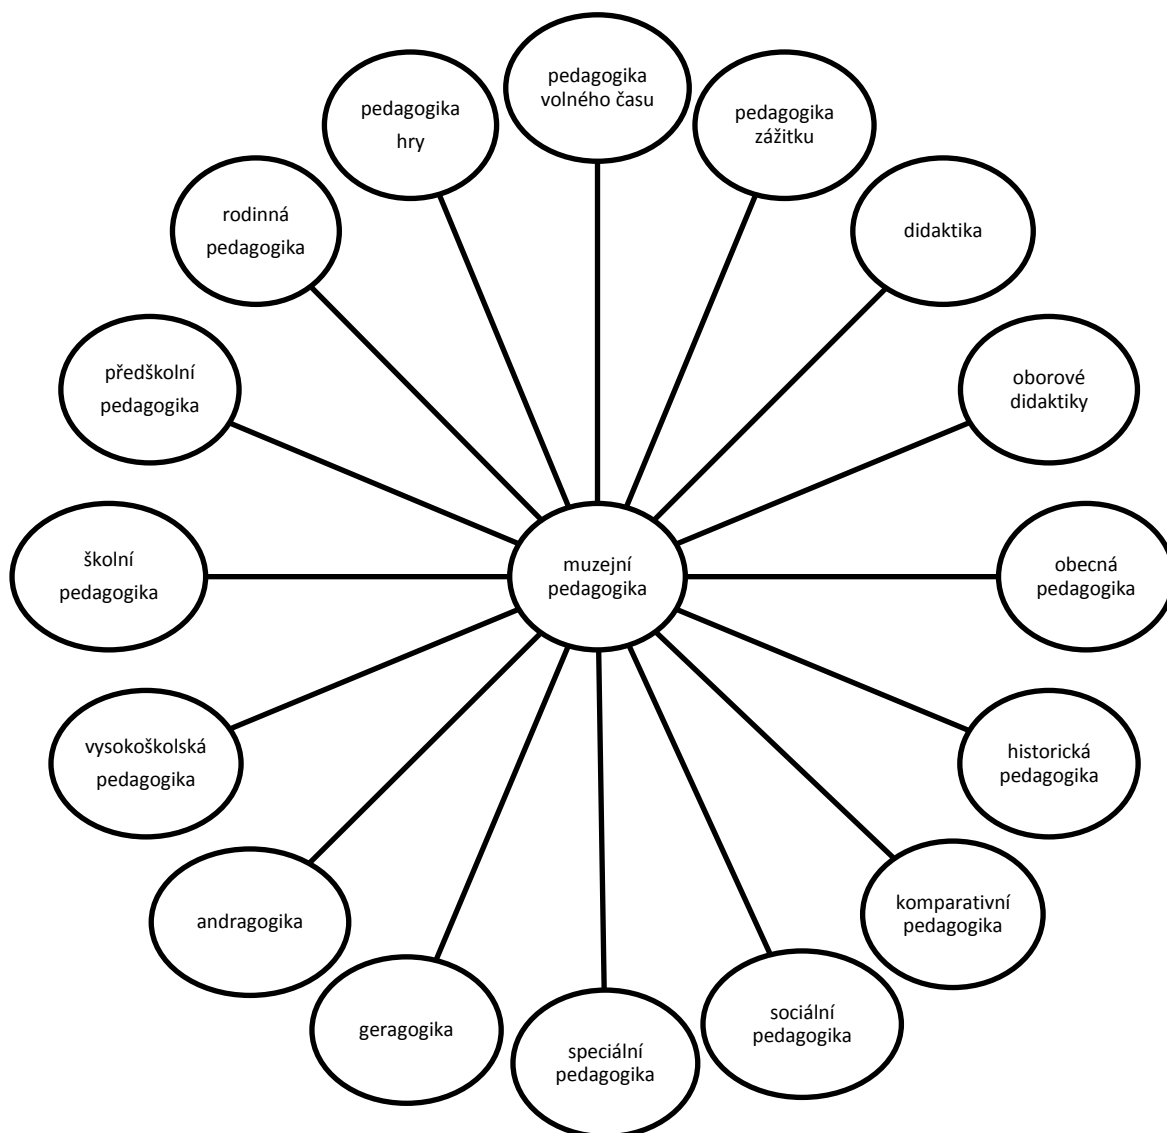 pedagogika
volného času
pedagogika
zážitku
didaktika
oborové
didaktiky
obecná
pedagogika
historická
pedagogika
komparativní
pedagogika
sociální
pedagogika
speciální
pedagogika
geragogika
andragogika
vysokoškolská
pedagogika
školní
pedagogika
předškolní
pedagogika
rodinná
pedagogika
pedagogika
hry
muzejní
pedagogika